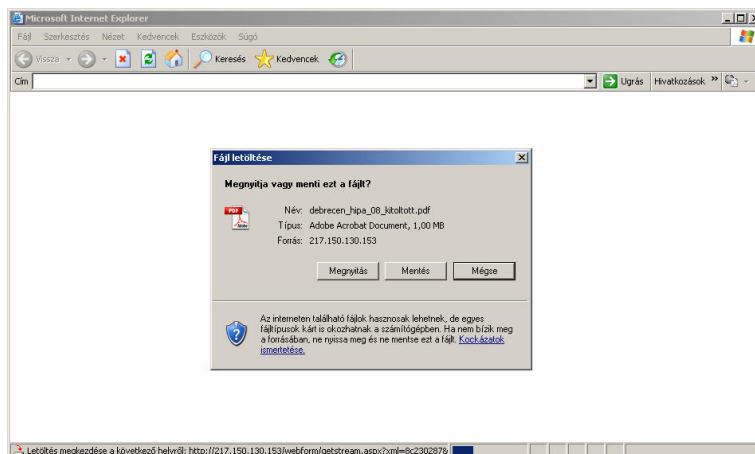 Microsoft Internet Explorer
Fájl Szerkesztés Nézet Kedvencek Eszközök Súgó
Vissza Keresés Kedvencek
Cím Ugrás Hivatkozások »
Fájl letöltése
Megnyitja vagy menti ezt a fájlt?
PDF
Név: debrecen_hipa_08_kitoltott.pdf
Típus: Adobe Acrobat Document, 1,00 MB
Forrás: 217.150.130.153
Megnyitás Mentés Mégse
Az interneten található fájlok hasznosak lehetnek, de egyes
fájltípusok kárt is okozhatnak a számítógépben. Ha nem bízik meg
a forrásában, ne nyissa meg és ne mentse ezt a fájlt. Kockázatok
ismertetése.
Letöltés megkezdése a következő helyről: http://217.150.130.153/webform/getstream.aspx?xml=8c2302878